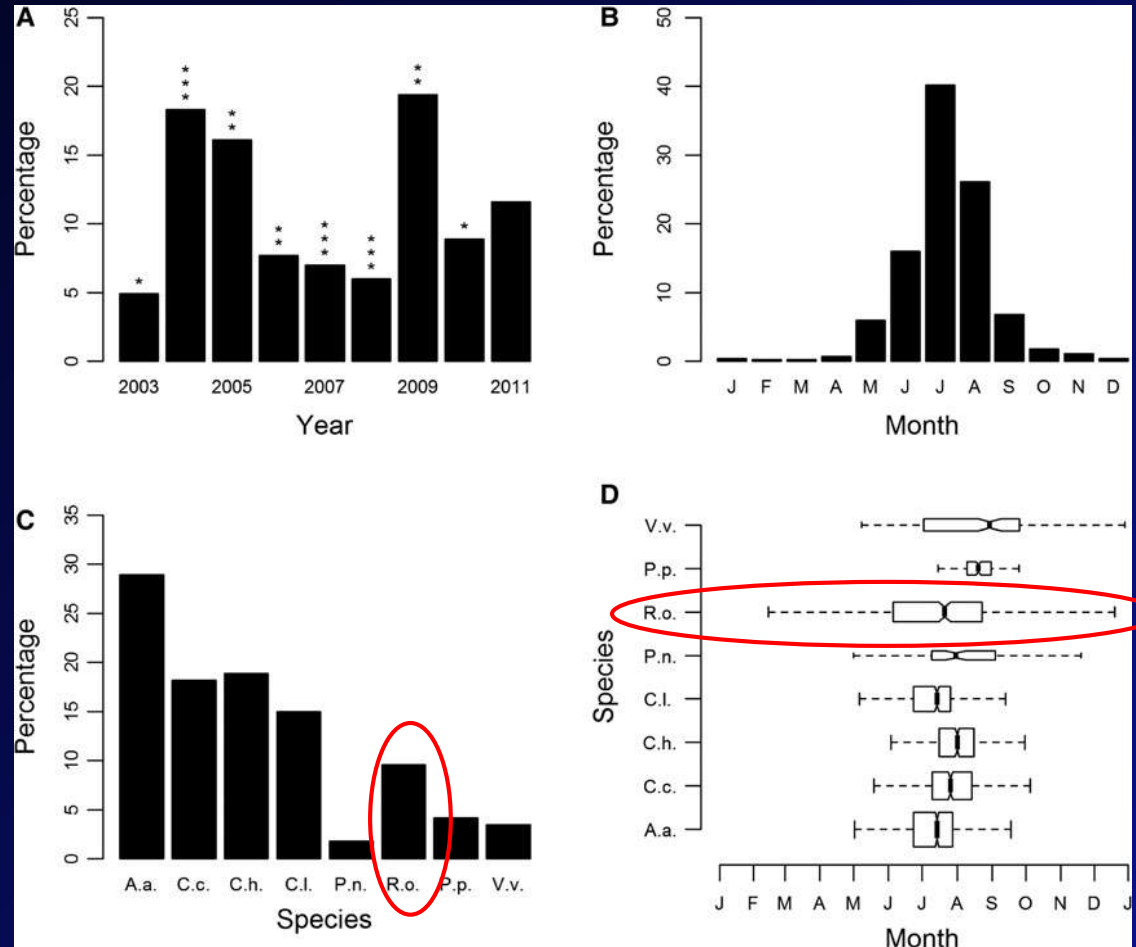 A
25
20
15
10
5
0
Percentage
* *** ** ** *** *** ** *
2003 2005 2007 2009 2011
Year
B
50
40
30
20
10
0
Percentage
J F M A M J J A S O N D
Month
C
35
30
25
20
15
10
5
0
Percentage
A.a. C.c. C.h. C.l. P.n. R.o. P.p. V.v.
Species
D
V.v.
P.p.
R.o.
P.n.
C.l.
C.h.
C.c.
A.a.
Species
J F M A M J J A S O N D J
Month